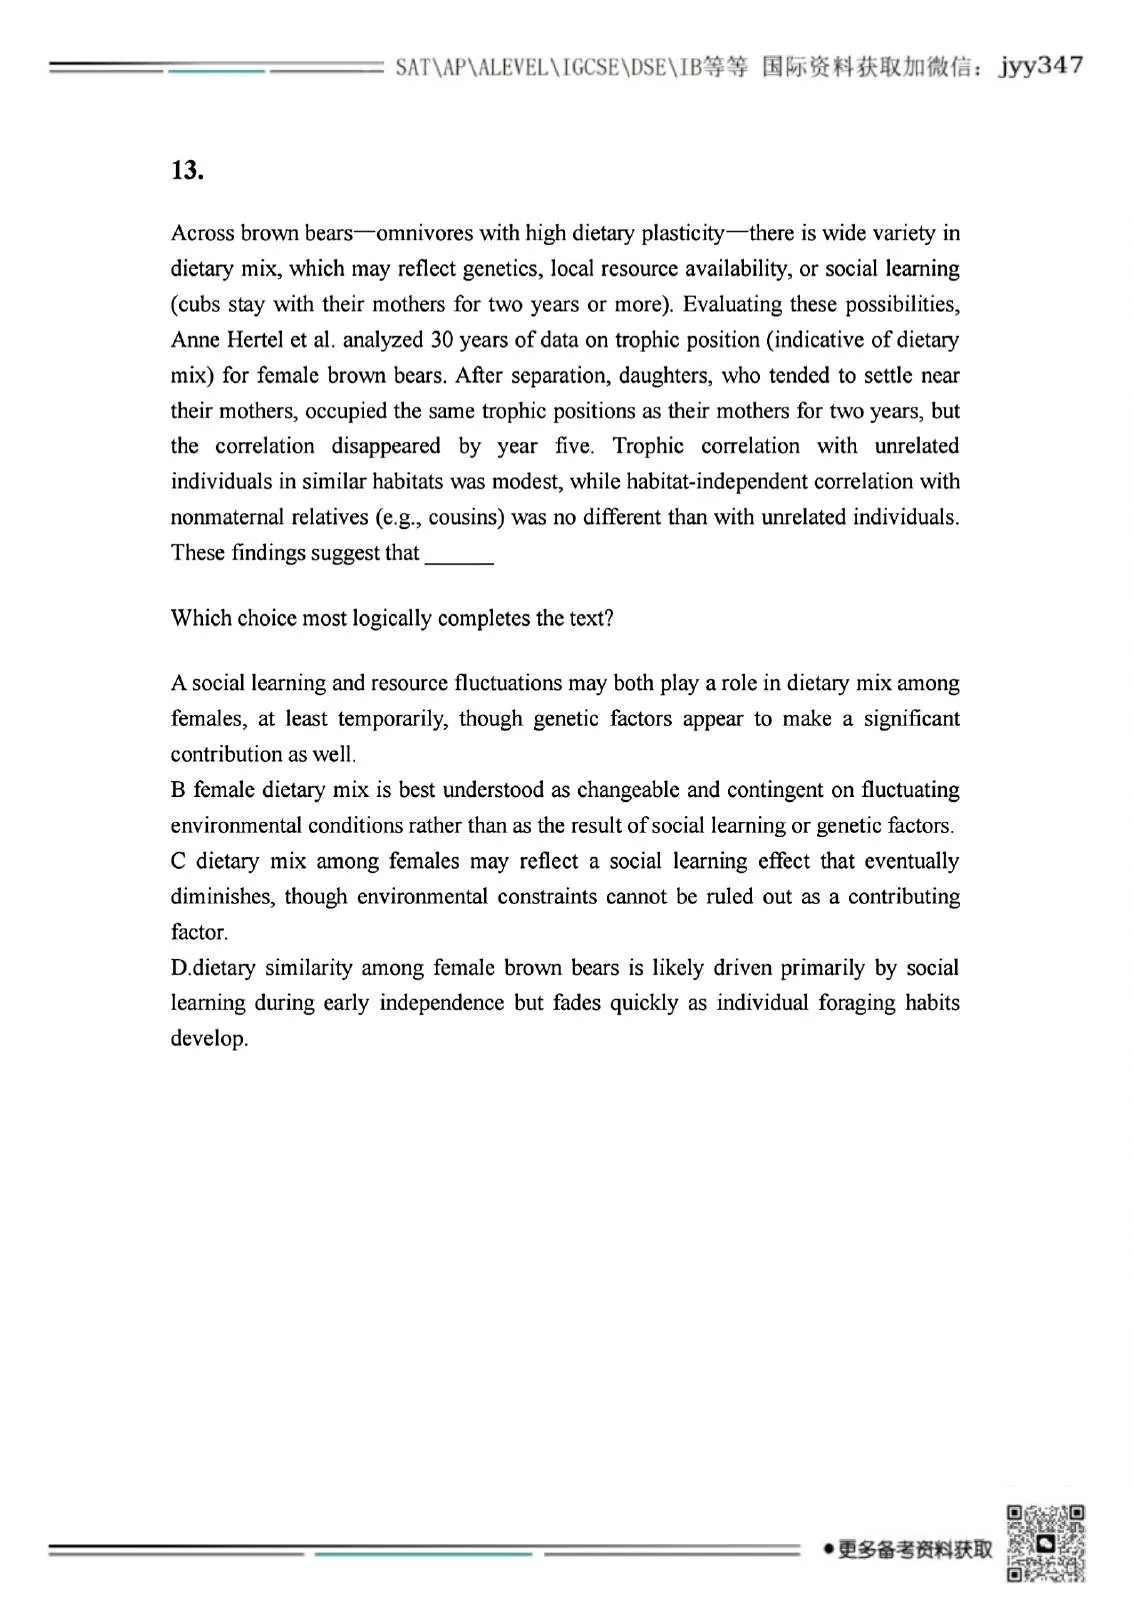 SAT\AP\ALEVEL\IGCSE\DSE\IB等等 国际资料获取加微信：jyy347
13.
Across brown bears—omnivores with high dietary plasticity—there is wide variety in
dietary mix, which may reflect genetics, local resource availability, or social learning
(cubs stay with their mothers for two years or more). Evaluating these possibilities,
Anne Hertel et al. analyzed 30 years of data on trophic position (indicative of dietary
mix) for female brown bears. After separation, daughters, who tended to settle near
their mothers, occupied the same trophic positions as their mothers for two years, but
the correlation disappeared by year five. Trophic correlation with unrelated
individuals in similar habitats was modest, while habitat-independent correlation with
nonmaternal relatives (e.g., cousins) was no different than with unrelated individuals.
These findings suggest that ______
Which choice most logically completes the text?
A social learning and resource fluctuations may both play a role in dietary mix among
females, at least temporarily, though genetic factors appear to make a significant
contribution as well.
B female dietary mix is best understood as changeable and contingent on fluctuating
environmental conditions rather than as the result of social learning or genetic factors.
C dietary mix among females may reflect a social learning effect that eventually
diminishes, though environmental constraints cannot be ruled out as a contributing
factor.
D.dietary similarity among female brown bears is likely driven primarily by social
learning during early independence but fades quickly as individual foraging habits
develop.
●更多备考资料获取